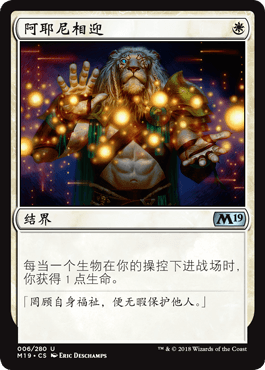 阿耶尼相迎
结界
M19
每当一个生物在你的操控下进战场时，
你获得1点生命。
「罔顾自身福祉，便无暇保护他人。」
006/280 U
M19 • CS ERIC DESCHAMPS
™ & © 2018 Wizards of the Coast